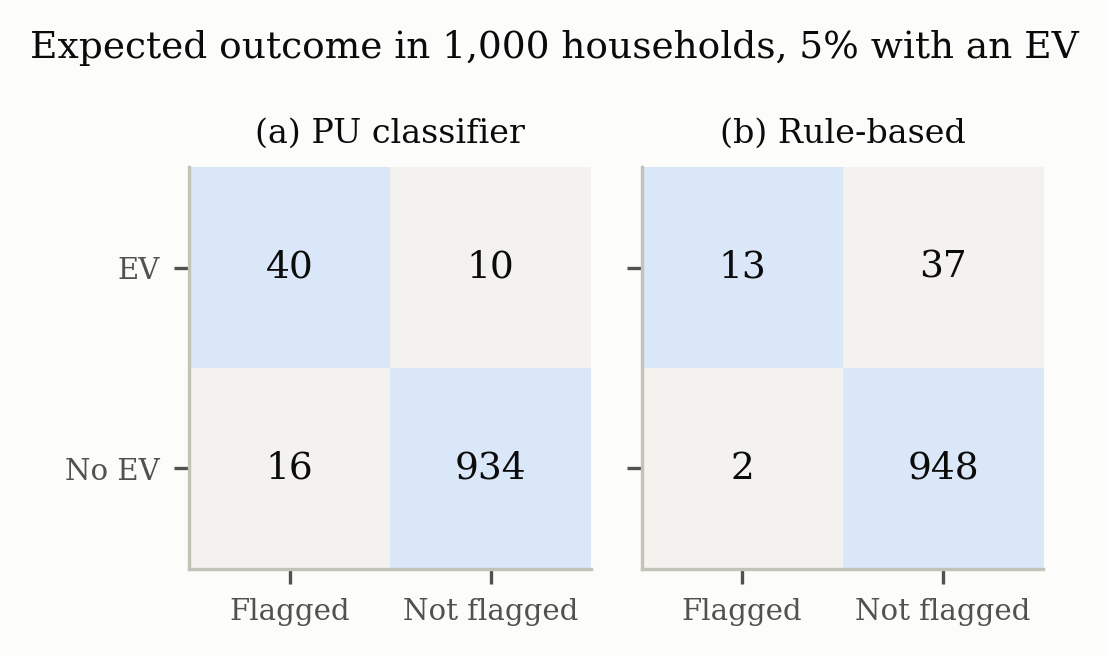 Expected outcome in 1,000 households, 5% with an EV
(a) PU classifier
(b) Rule-based
EV
40
10
13
37
No EV
16
934
2
948
Flagged
Not flagged
Flagged
Not flagged